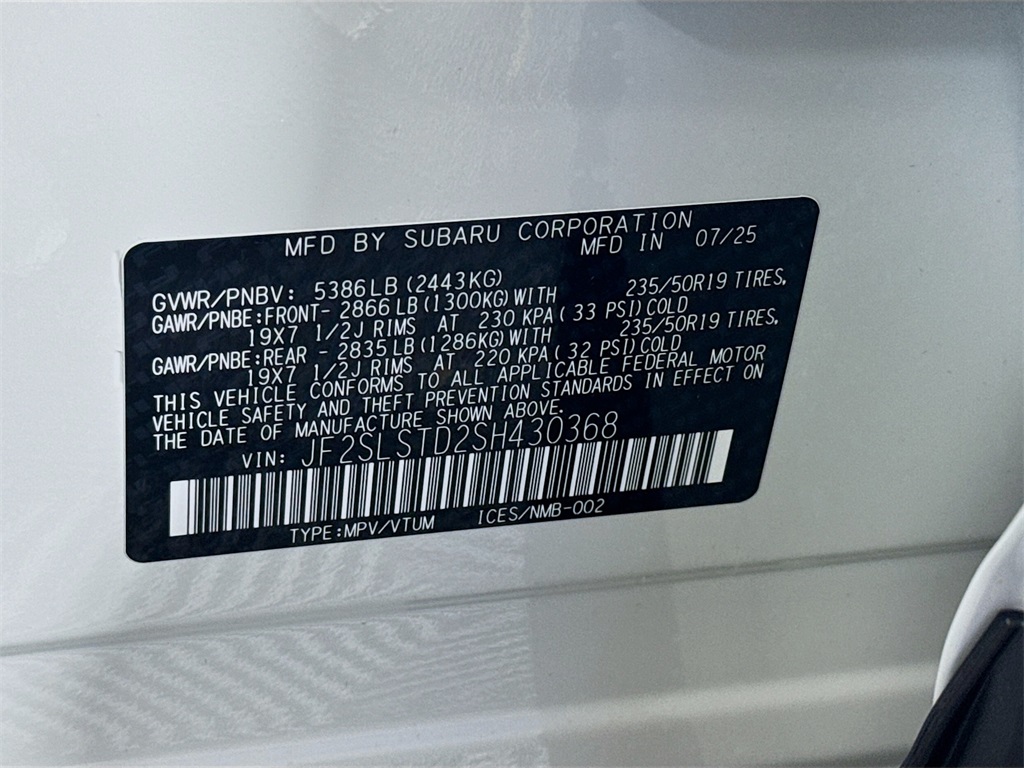 MFD BY SUBARU CORPORATION
MFD IN 07/25
GVWR/PNBV: 5386LB(2443KG)
GAWR/PNBE:FRONT- 2866LB(1300KG)WITH 235/50R19 TIRES,
19X7 1/2J RIMS AT 230 KPA(33 PSI)COLD
GAWR/PNBE:REAR - 2835LB(1286KG)WITH 235/50R19 TIRES,
19X7 1/2J RIMS AT 220 KPA(32 PSI)COLD
THIS VEHICLE CONFORMS TO ALL APPLICABLE FEDERAL MOTOR
VEHICLE SAFETY AND THEFT PREVENTION STANDARDS IN EFFECT ON
THE DATE OF MANUFACTURE SHOWN ABOVE.
VIN: JF2SLSTD2SH430368
TYPE:MPV/VTUM ICES/NMB-002